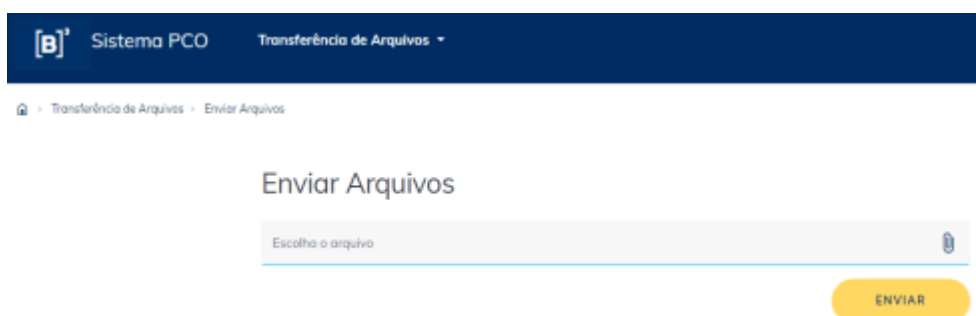 [B]³ Sistema PCO Transferência de Arquivos
Transferência de Arquivos > Enviar Arquivos
Enviar Arquivos
Escolha o arquivo
ENVIAR